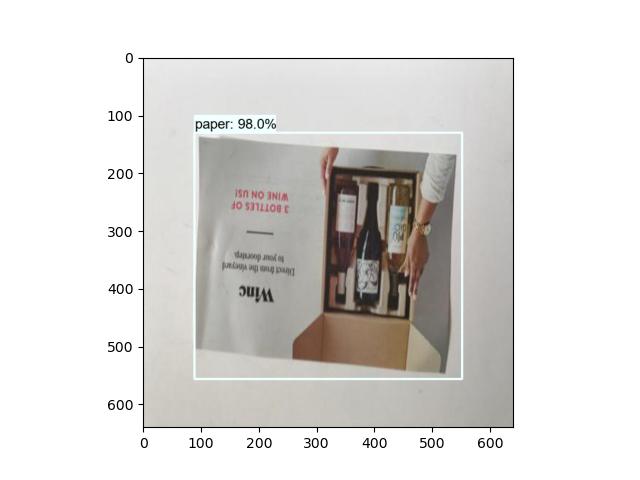 paper: 98.0%
Winc
Direct from the vineyard
to your doorstep.
3 BOTTLES OF
WINE ON US!
0
100
200
300
400
500
600
0 100 200 300 400 500 600